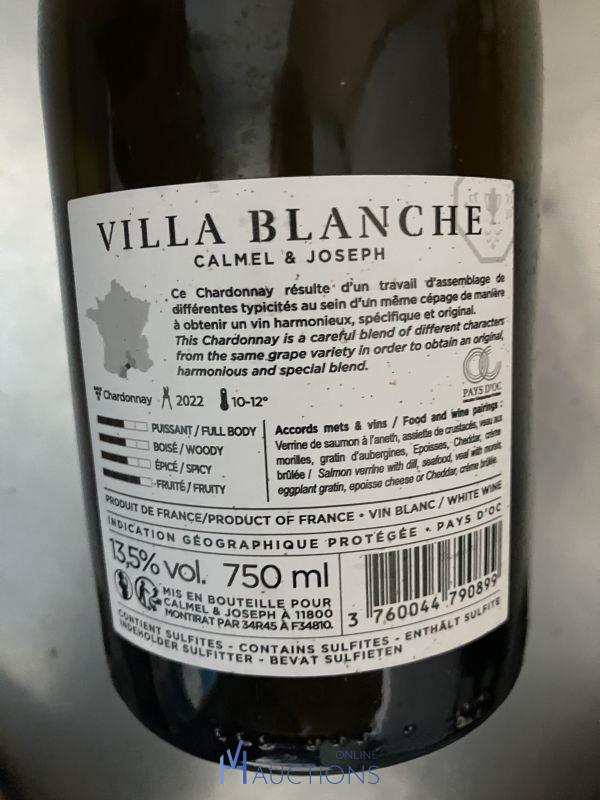 VILLA BLANCHE
CALMEL & JOSEPH
Ce Chardonnay résulte d'un travail d'assemblage de
différentes typicités au sein d'un même cépage de manière
à obtenir un vin harmonieux, spécifique et original.
This Chardonnay is a careful blend of different characters
from the same grape variety in order to obtain an original,
harmonious and special blend.
PAYS D'OC
Chardonnay 2022 10-12°
PUISSANT / FULL BODY
BOISÉ / WOODY
ÉPICÉ / SPICY
FRUITÉ / FRUITY
Accords mets & vins / Food and wine pairings :
Verrine de saumon à l'aneth, assiette de crustacés, veau aux
morilles, gratin d'aubergines, Epoisses, Cheddar, crème
brûlée / Salmon verrine with dill, seafood, veal with morels,
eggplant gratin, epoisse cheese or Cheddar, crème brûlée.
PRODUIT DE FRANCE/PRODUCT OF FRANCE • VIN BLANC / WHITE WINE
INDICATION GÉOGRAPHIQUE PROTÉGÉE • PAYS D'OC
13,5% vol. 750 ml
MIS EN BOUTEILLE POUR
CALMEL & JOSEPH À 11800
MONTIRAT PAR 34R45 À F34810.
3 760044 790899
CONTIENT SULFITES - CONTAINS SULFITES - ENTHÄLT SULFITE
INDEHOLDER SULFITTER - BEVAT SULFIETEN
ONLINE
AUCTIONS